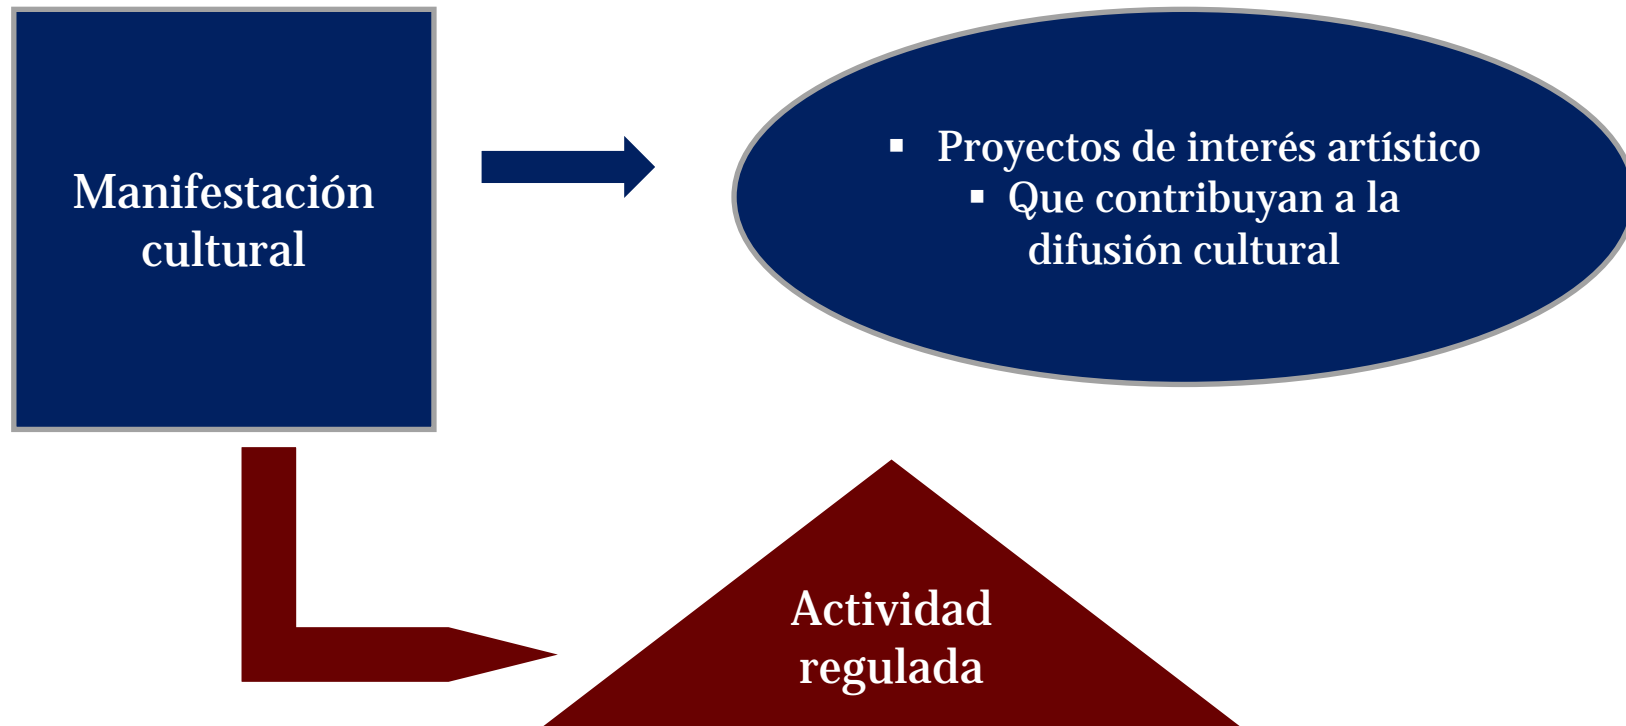 Manifestación
cultural
▪ Proyectos de interés artístico
▪ Que contribuyan a la
difusión cultural
Actividad
regulada